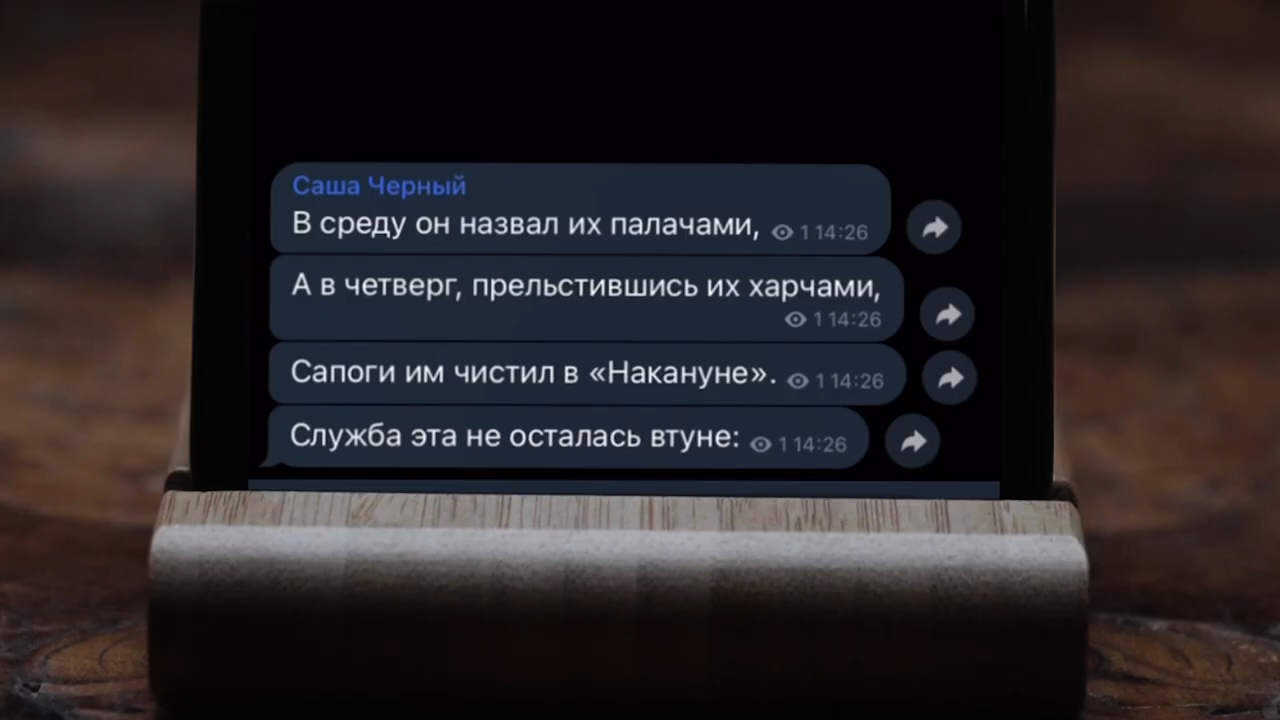 Саша Черный
В среду он назвал их палачами, 1 14:26
А в четверг, прельстившись их харчами,
1 14:26
Сапоги им чистил в «Накануне». 1 14:26
Служба эта не осталась втуне: 1 14:26